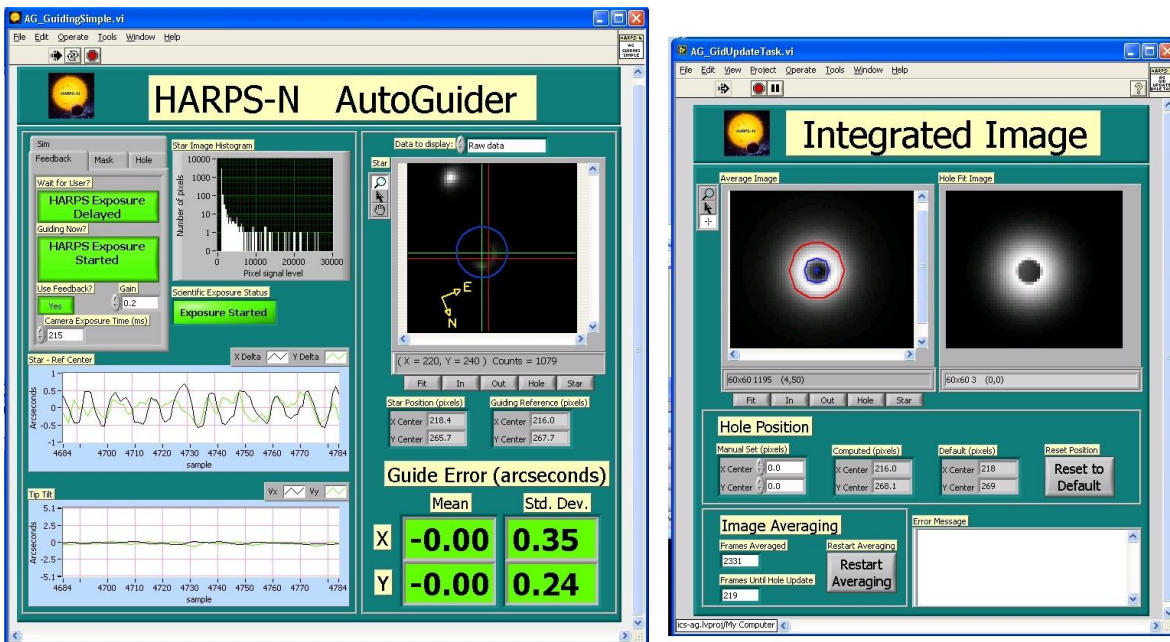 AG_GuidingSimple.vi
File Edit Operate Tools Window Help
HARPS-N
AG
GUIDING
SIMPLE
HARPS-N
HARPS-N AutoGuider
Sim
Feedback Mask Hole
Wait for User?
HARPS Exposure
Delayed
Guiding Now?
HARPS Exposure
Started
Use Feedback? Gain
Yes 0.2
Camera Exposure Time (ms)
215
Star Image Histogram
Number of pixels
10000
1000
100
10
1
0
0 10000 20000 30000
Pixel signal level
Scientific Exposure Status
Exposure Started
Data to display: Raw data
Star
E
N
( X = 220, Y = 240 ) Counts = 1079
Fit In Out Hole Star
Star Position (pixels) Guiding Reference (pixels)
X Center 218.4 X Center 216.0
Y Center 265.7 Y Center 267.7
Star - Ref Center X Delta Y Delta
Arcseconds
1
0.5
0
-0.5
-1
4684 4690 4700 4710 4720 4730 4740 4750 4760 4770 4784
sample
Tip Tilt Vx Vy
Arcseconds
5.1
2.5
0
-2.5
-5.1
4684 4690 4700 4710 4720 4730 4740 4750 4760 4770 4784
sample
Guide Error (arcseconds)
Mean Std. Dev.
X -0.00 0.35
Y -0.00 0.24
AG_GidUpdateTask.vi
File Edit View Project Operate Tools Window Help
HARPS-N
Integrated Image
Average Image Hole Fit Image
60x60 1195 (4,50) 60x60 3 (0,0)
Fit In Out Hole Star
Hole Position
Manual Set (pixels) Computed (pixels) Default (pixels) Reset Position
X Center 0.0 X Center 216.0 X Center 218 Reset to
Y Center 0.0 Y Center 268.1 Y Center 269 Default
Image Averaging
Frames Averaged Restart Averaging
2331 Restart
Averaging
Frames Until Hole Update
219
Error Message
ics-ag.lvproj/My Computer